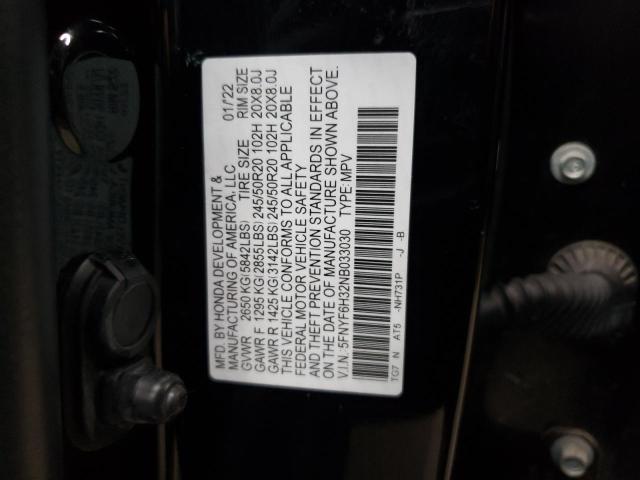 MFD. BY HONDA DEVELOPMENT &
MANUFACTURING OF AMERICA, LLC 01/22
GVWR 2650 KG(5842LBS) TIRE SIZE RIM SIZE
GAWR F 1295 KG(2855LBS) 245/50R20 102H 20X8.0J
GAWR R 1425 KG(3142LBS) 245/50R20 102H 20X8.0J
THIS VEHICLE CONFORMS TO ALL APPLICABLE
FEDERAL MOTOR VEHICLE SAFETY
AND THEFT PREVENTION STANDARDS IN EFFECT
ON THE DATE OF MANUFACTURE SHOWN ABOVE.
V.I.N.:5FNYF6H32NB033030 TYPE:MPV
TG7 N AT5 -NH731P -J -B